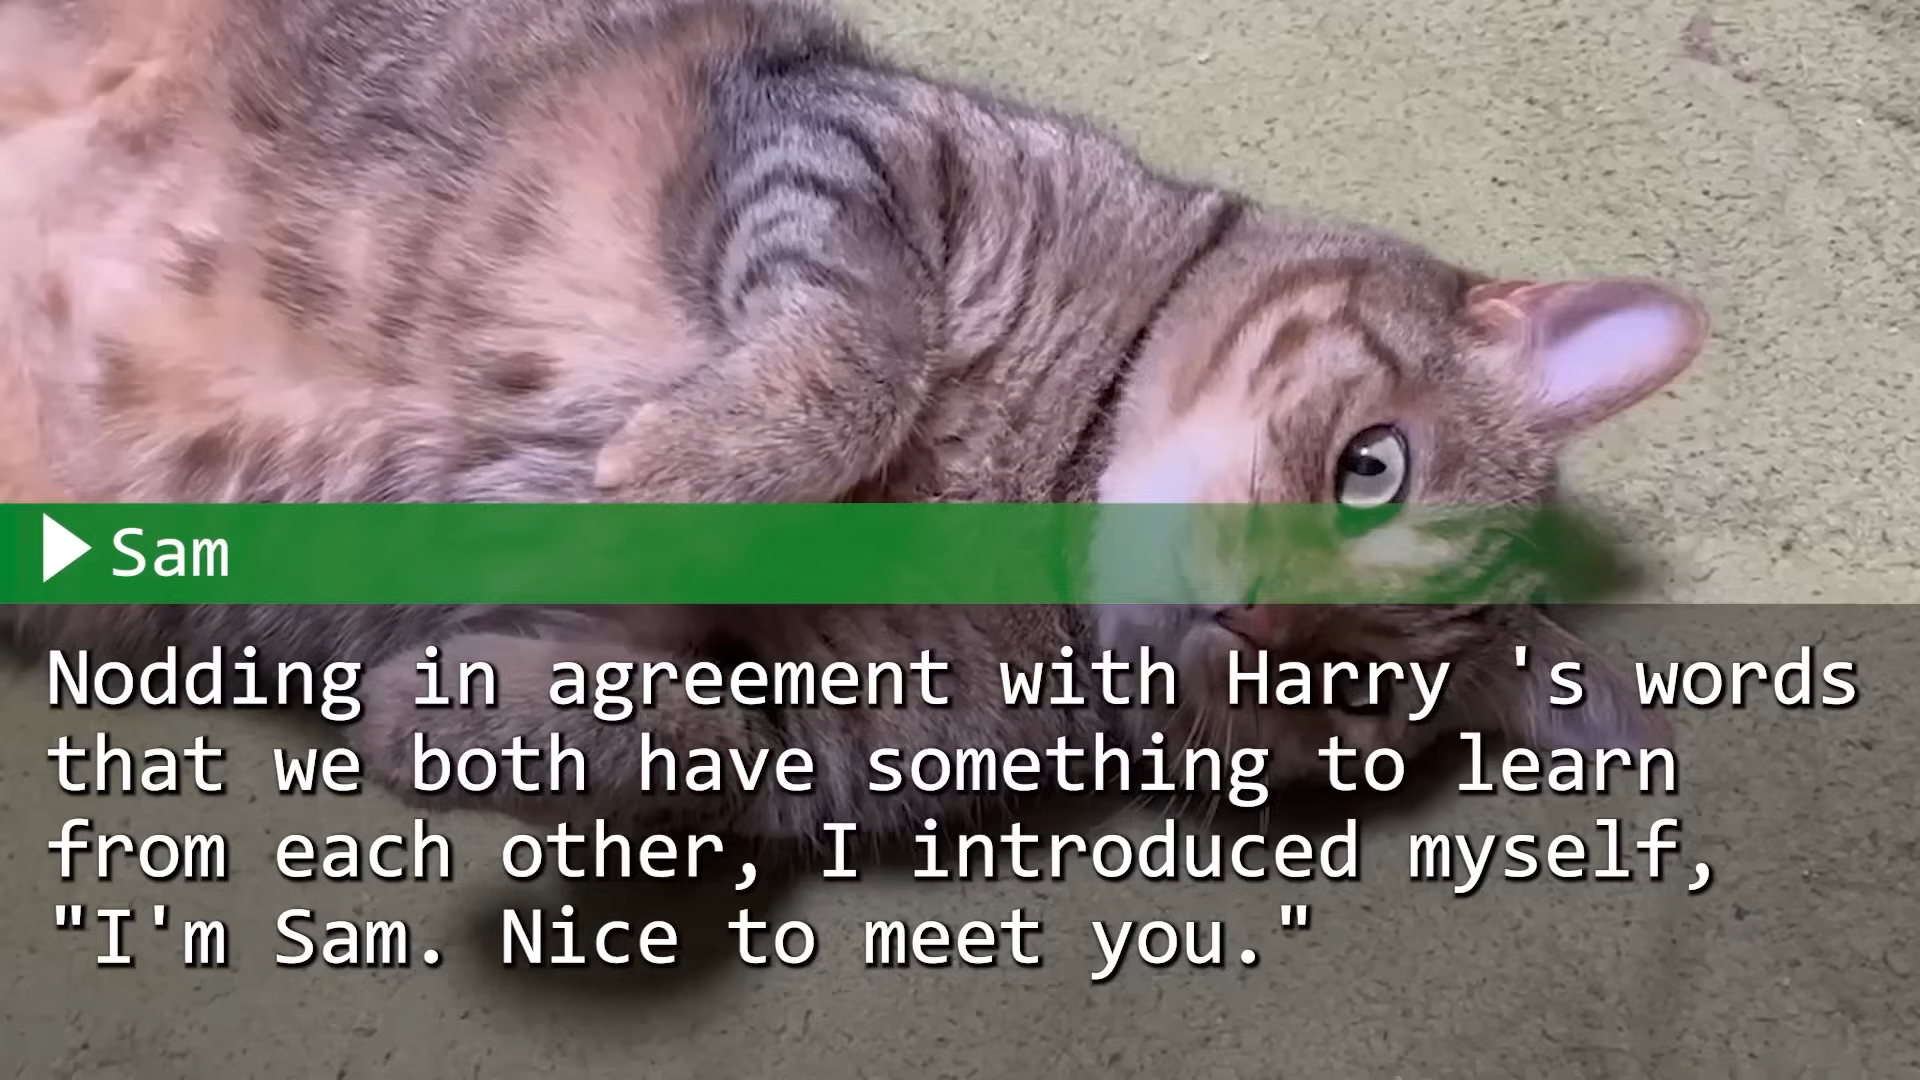 Sam
Nodding in agreement with Harry 's words
that we both have something to learn
from each other, I introduced myself,
"I'm Sam. Nice to meet you."